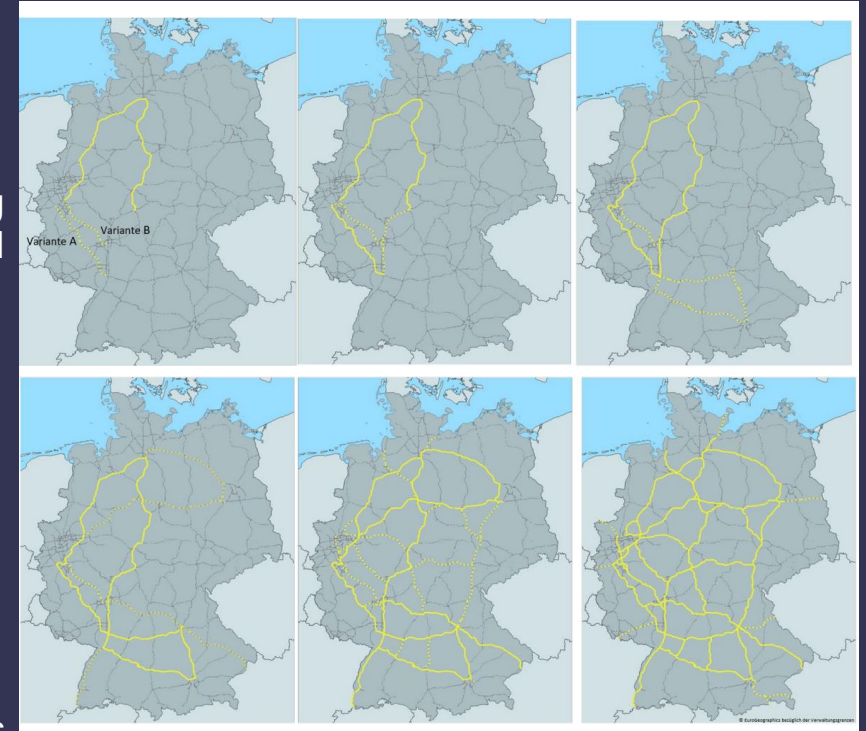 Variante B
Variante A
© EuroGeographics bezüglich der Verwaltungsgrenzen